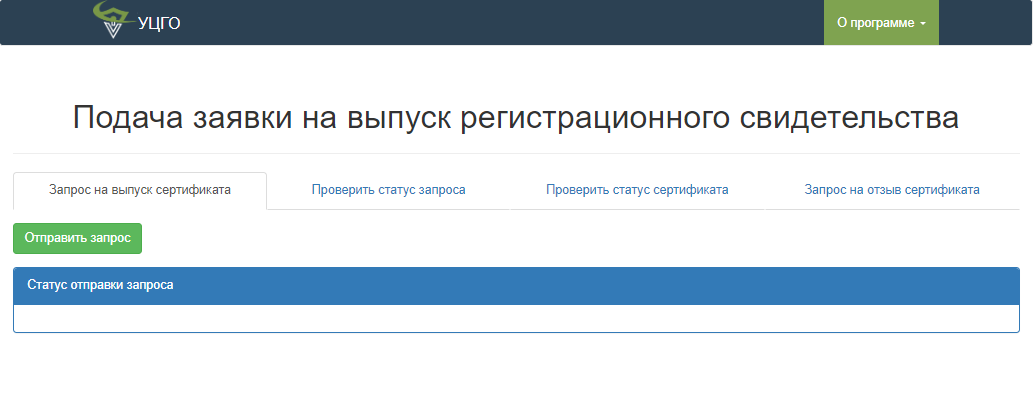 УЦГО
О программе
Подача заявки на выпуск регистрационного свидетельства
Запрос на выпуск сертификата
Проверить статус запроса
Проверить статус сертификата
Запрос на отзыв сертификата
Отправить запрос
Статус отправки запроса